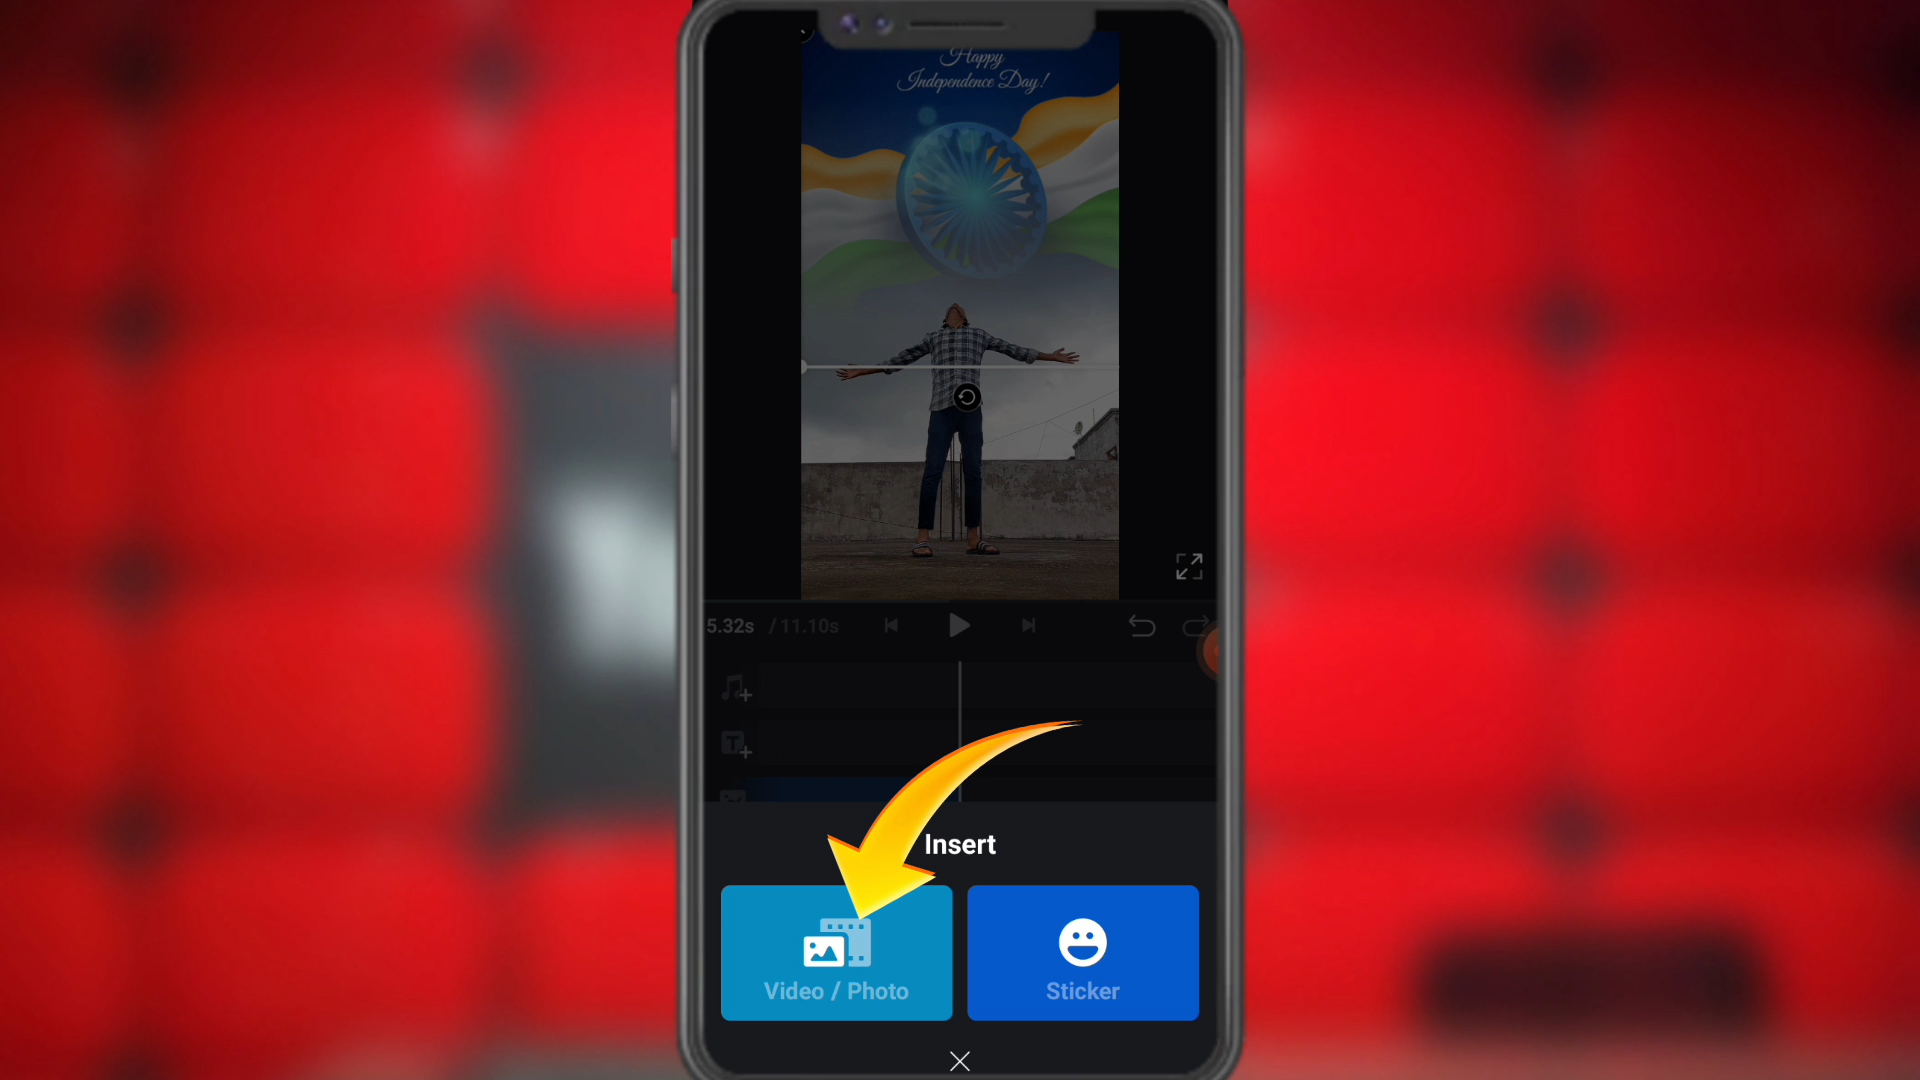 Happy
Independence Day!
5.32s / 11.10s
T
Insert
Video / Photo
Sticker